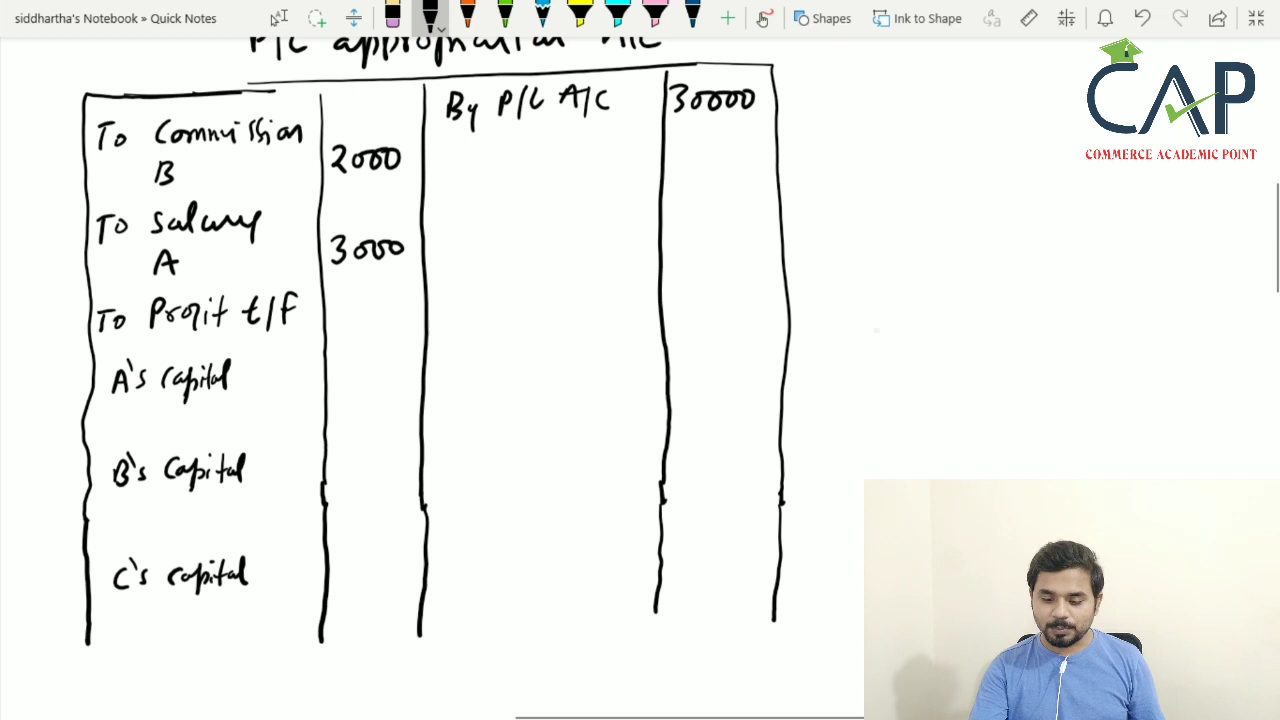 siddhartha's Notebook » Quick Notes
Shapes
Ink to Shape
P/L appropriation A/C
CAP
COMMERCE ACADEMIC POINT
By P/L A/C 30000
To Commission
B 2000
To Salary
A 3000
To Profit t/f
A's Capital
B's Capital
C's Capital